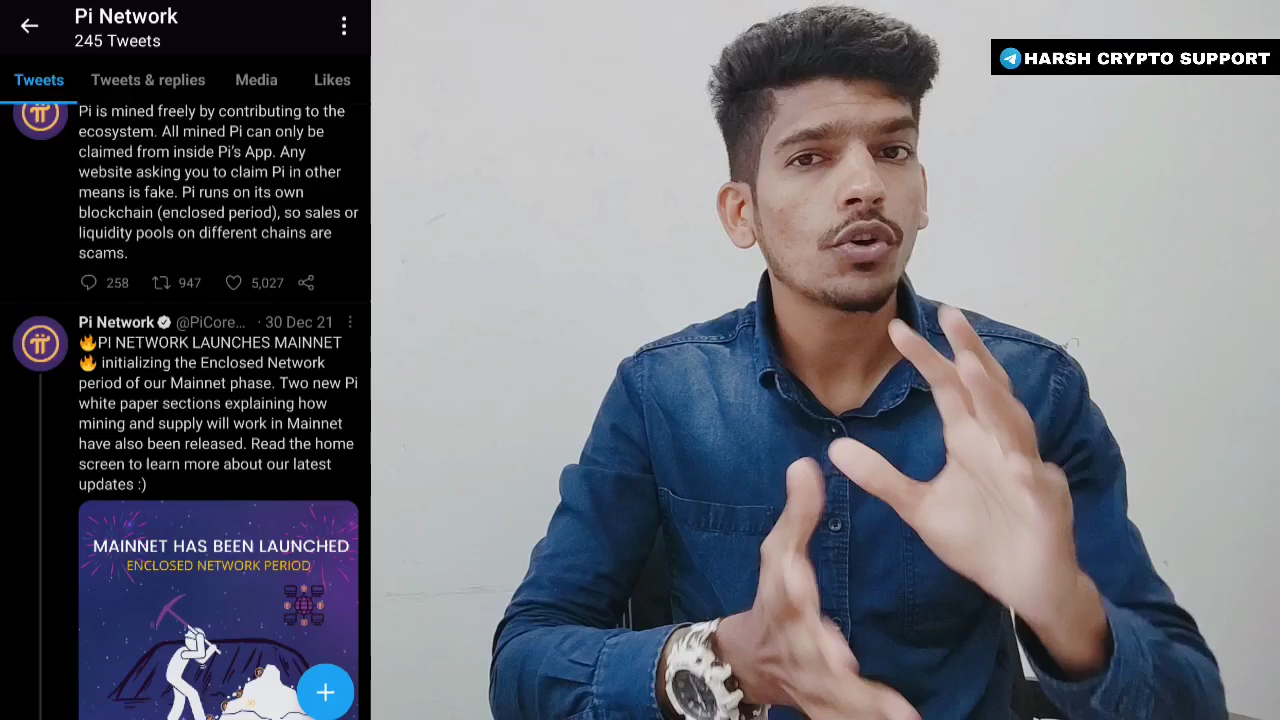 Pi Network
245 Tweets
Tweets Tweets & replies Media Likes
Pi is mined freely by contributing to the
ecosystem. All mined Pi can only be
claimed from inside Pi's App. Any
website asking you to claim Pi in other
means is fake. Pi runs on its own
blockchain (enclosed period), so sales or
liquidity pools on different chains are
scams.
258 947 5,027
Pi Network @PiCore... · 30 Dec 21
🔥PI NETWORK LAUNCHES MAINNET
🔥 initializing the Enclosed Network
period of our Mainnet phase. Two new Pi
white paper sections explaining how
mining and supply will work in Mainnet
have also been released. Read the home
screen to learn more about our latest
updates :)
MAINNET HAS BEEN LAUNCHED
ENCLOSED NETWORK PERIOD
HARSH CRYPTO SUPPORT